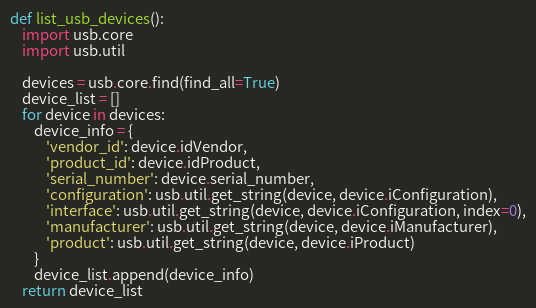 def list_usb_devices():
    import usb.core
    import usb.util

    devices = usb.core.find(find_all=True)
    device_list = []
    for device in devices:
        device_info = {
            'vendor_id': device.idVendor,
            'product_id': device.idProduct,
            'serial_number': device.serial_number,
            'configuration': usb.util.get_string(device, device.iConfiguration),
            'interface': usb.util.get_string(device, device.iConfiguration, index=0),
            'manufacturer': usb.util.get_string(device, device.iManufacturer),
            'product': usb.util.get_string(device, device.iProduct)
        }
        device_list.append(device_info)
    return device_list